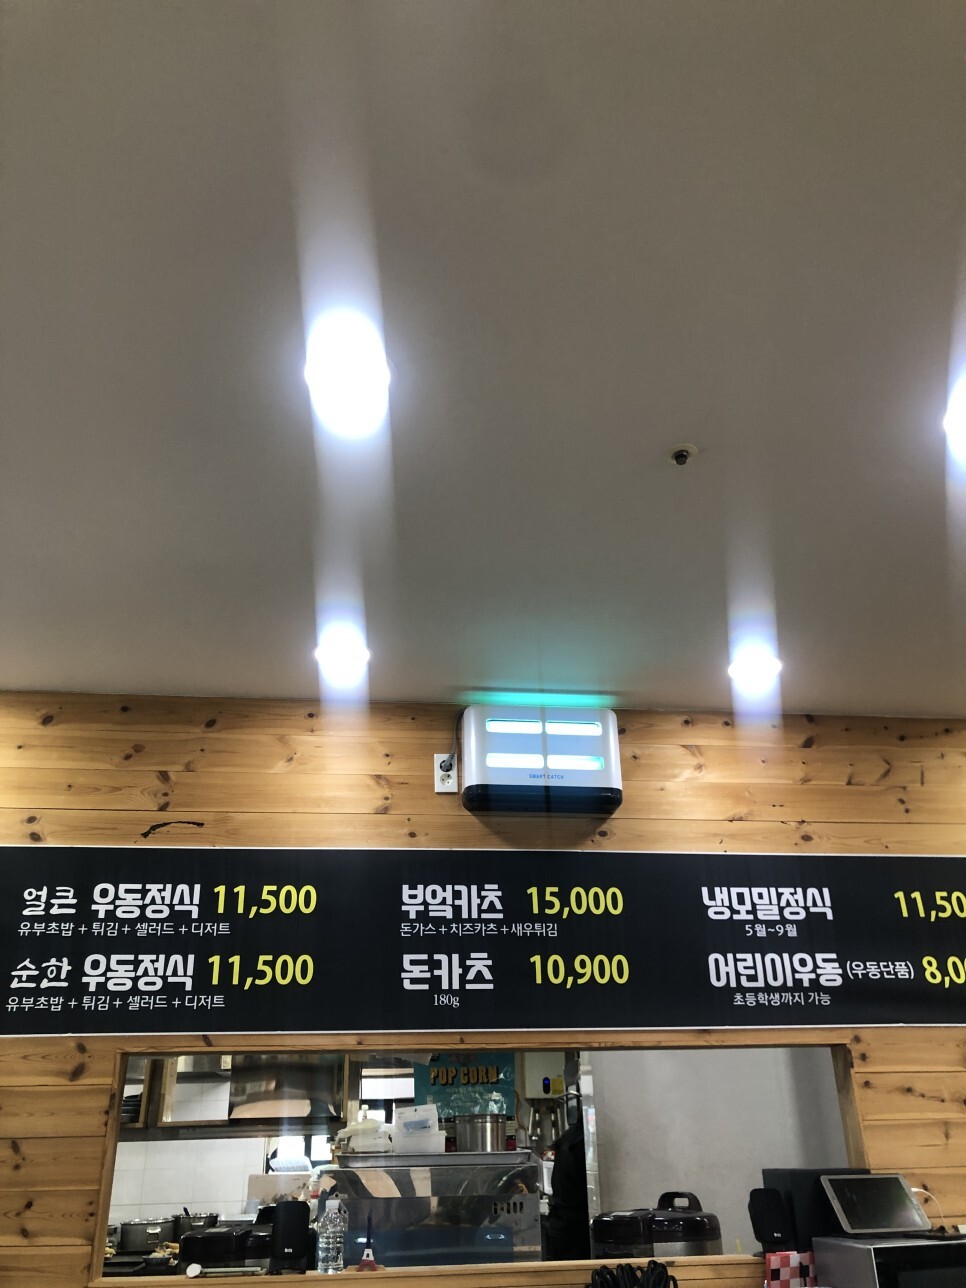 SMART CATCH
얼큰 우동정식 11,500
유부초밥 + 튀김 + 셀러드 + 디저트
순한 우동정식 11,500
유부초밥 + 튀김 + 셀러드 + 디저트
부엌카츠 15,000
돈가스 + 치즈카츠 + 새우튀김
돈카츠 10,900
180g
냉모밀정식 11,50
5월~9월
어린이우동 (우동단품) 8,0
초등학생까지 가능
POP CORN